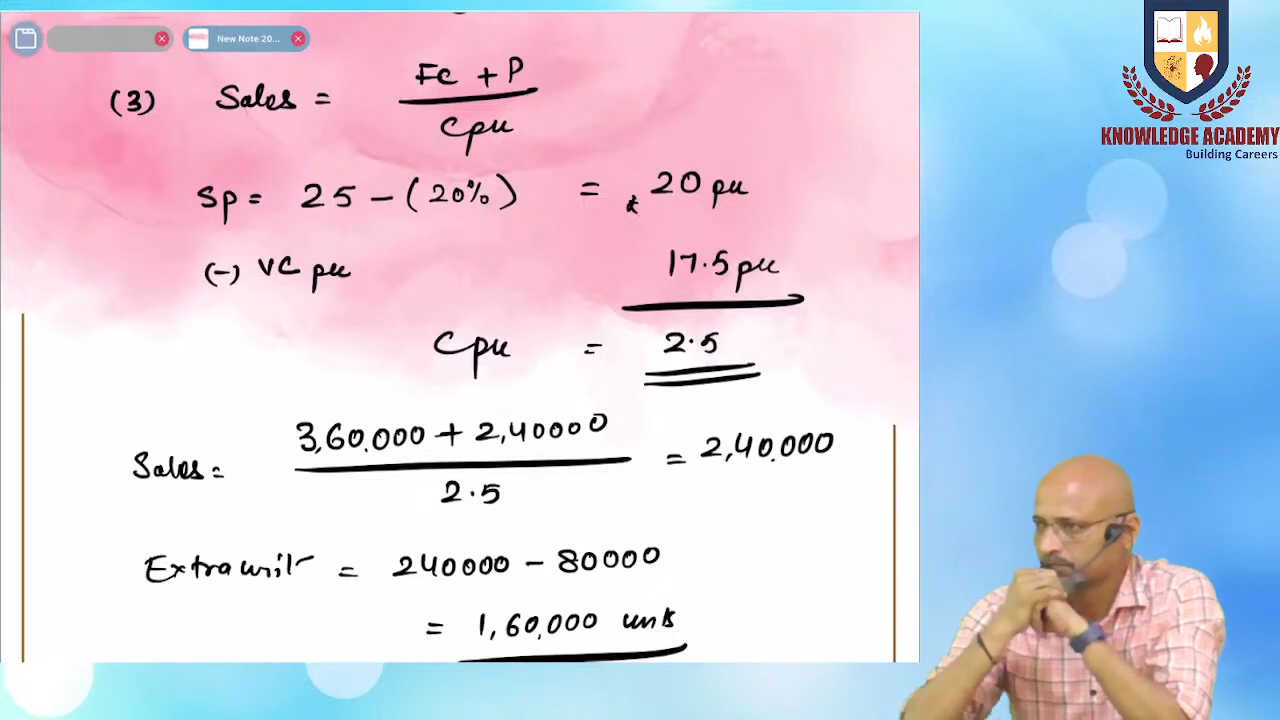 New Note 20...
KNOWLEDGE ACADEMY
Building Careers
(3) Sales = Fc + P
Cpu
Sp = 25 - (20%) = 20 pu
(-) VC pu 17.5 pu
Cpu = 2.5
Sales = 3,60,000 + 2,40000 = 2,40,000
2.5
Extra unit = 240000 - 80000
= 1,60,000 units